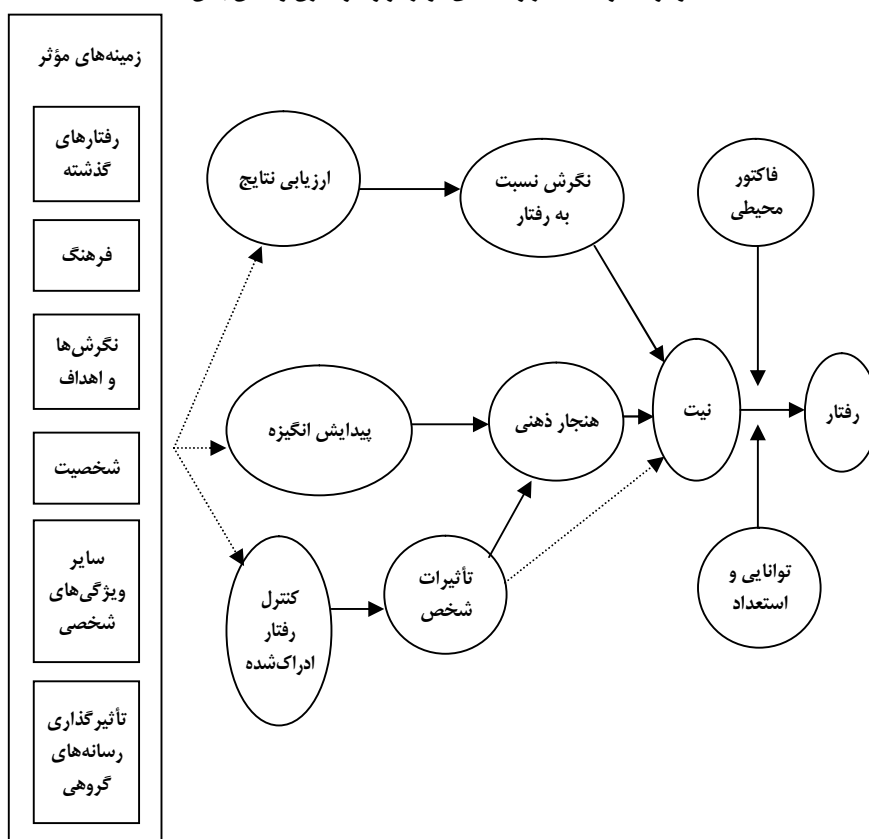 زمینه‌های مؤثر
رفتارهای
گذشته
فرهنگ
نگرش‌ها
و اهداف
شخصیت
سایر
ویژگی‌های
شخصی
تأثیرگذاری
رسانه‌های
گروهی
ارزیابی نتایج
نگرش نسبت
به رفتار
فاکتور
محیطی
پیدایش انگیزه
هنجار ذهنی
نیت
رفتار
کنترل
رفتار
ادراک‌شده
تأثیرات
شخص
توانایی و
استعداد